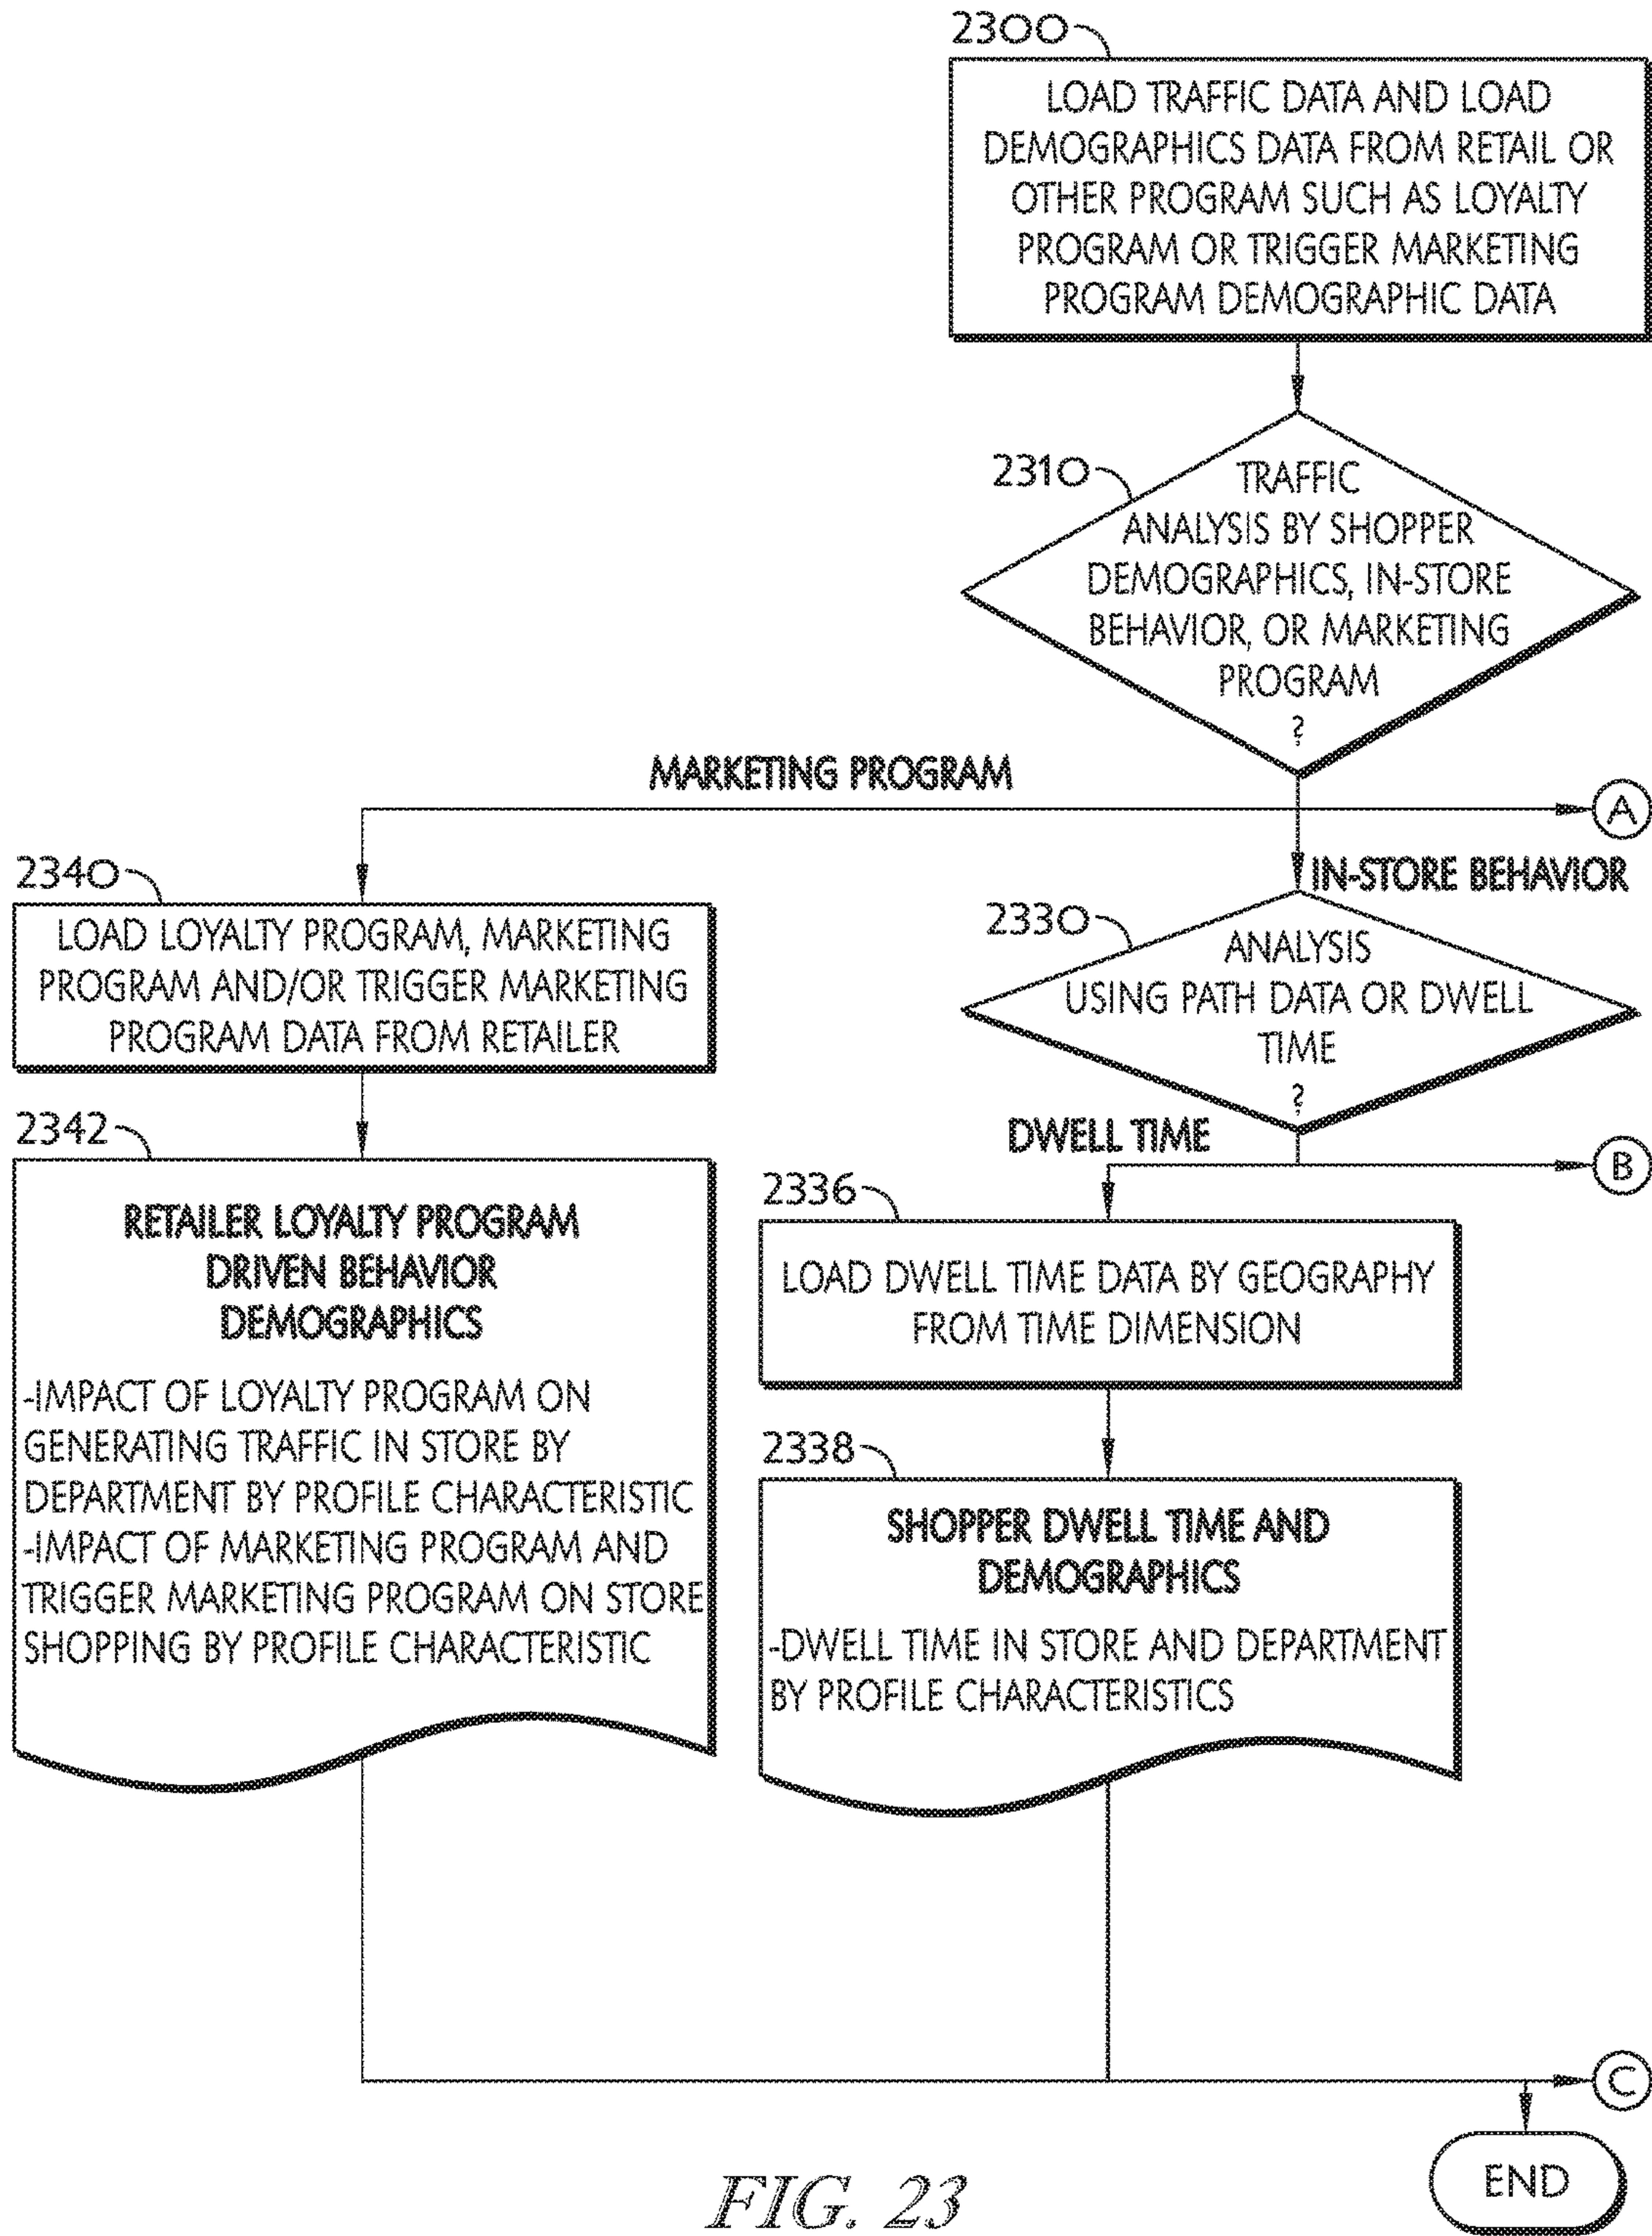 2300
LOAD TRAFFIC DATA AND LOAD
DEMOGRAPHICS DATA FROM RETAIL OR
OTHER PROGRAM SUCH AS LOYALTY
PROGRAM OR TRIGGER MARKETING
PROGRAM DEMOGRAPHIC DATA
2310
TRAFFIC
ANALYSIS BY SHOPPER
DEMOGRAPHICS, IN-STORE
BEHAVIOR, OR MARKETING
PROGRAM
?
MARKETING PROGRAM
A
IN-STORE BEHAVIOR
2340
LOAD LOYALTY PROGRAM, MARKETING
PROGRAM AND/OR TRIGGER MARKETING
PROGRAM DATA FROM RETAILER
2330
ANALYSIS
USING PATH DATA OR DWELL
TIME
?
DWELL TIME
B
2342
RETAILER LOYALTY PROGRAM
DRIVEN BEHAVIOR
DEMOGRAPHICS
-IMPACT OF LOYALTY PROGRAM ON
GENERATING TRAFFIC IN STORE BY
DEPARTMENT BY PROFILE CHARACTERISTIC
-IMPACT OF MARKETING PROGRAM AND
TRIGGER MARKETING PROGRAM ON STORE
SHOPPING BY PROFILE CHARACTERISTIC
2336
LOAD DWELL TIME DATA BY GEOGRAPHY
FROM TIME DIMENSION
2338
SHOPPER DWELL TIME AND
DEMOGRAPHICS
-DWELL TIME IN STORE AND DEPARTMENT
BY PROFILE CHARACTERISTICS
C
END
FIG. 23